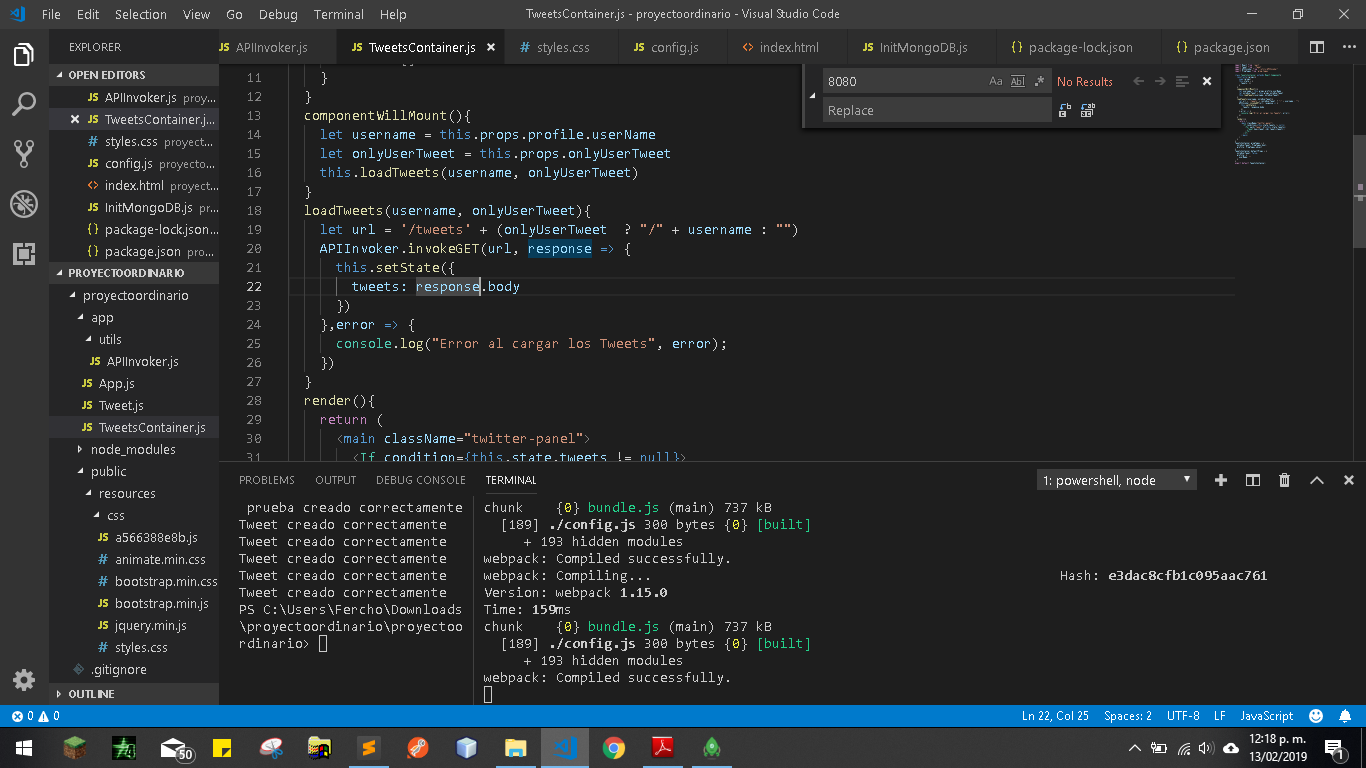 File Edit Selection View Go Debug Terminal Help TweetsContainer.js - proyectoordinario - Visual Studio Code
EXPLORER
JS APIInvoker.js JS TweetsContainer.js # styles.css JS config.js <> index.html JS InitMongoDB.js {} package-lock.json {} package.json
OPEN EDITORS
JS APIInvoker.js proy...
JS TweetsContainer.j...
# styles.css proyect...
JS config.js proyecto...
<> index.html proyect...
JS InitMongoDB.js pr...
{} package-lock.json...
{} package.json proy...
PROYECTOORDINARIO
proyectoordinario
app
utils
JS APIInvoker.js
JS App.js
JS Tweet.js
JS TweetsContainer.js
node_modules
public
resources
css
JS a566388e8b.js
# animate.min.css
# bootstrap.min.css
JS bootstrap.min.js
JS jquery.min.js
# styles.css
.gitignore
OUTLINE
8080 Aa Abl .* No Results
Replace
11 }
12 }
13 componentWillMount(){
14 let username = this.props.profile.userName
15 let onlyUserTweet = this.props.onlyUserTweet
16 this.loadTweets(username, onlyUserTweet)
17 }
18 loadTweets(username, onlyUserTweet){
19 let url = '/tweets' + (onlyUserTweet ? "/" + username : "")
20 APIInvoker.invokeGET(url, response => {
21 this.setState({
22 tweets: response.body
23 })
24 },error => {
25 console.log("Error al cargar los Tweets", error);
26 })
27 }
28 render(){
29 return (
30 <main className="twitter-panel">
31 <If condition={this.state.tweets != null}>
PROBLEMS OUTPUT DEBUG CONSOLE TERMINAL 1: powershell, node
prueba creado correctamente
Tweet creado correctamente
Tweet creado correctamente
Tweet creado correctamente
Tweet creado correctamente
Tweet creado correctamente
PS C:\Users\Fercho\Downloads
\proyectoordinario\proyectoo
rdinario>
chunk {0} bundle.js (main) 737 kB
[189] ./config.js 300 bytes {0} [built]
+ 193 hidden modules
webpack: Compiled successfully.
webpack: Compiling... Hash: e3dac8cfb1c095aac761
Version: webpack 1.15.0
Time: 159ms
chunk {0} bundle.js (main) 737 kB
[189] ./config.js 300 bytes {0} [built]
+ 193 hidden modules
webpack: Compiled successfully.
0 0 Ln 22, Col 25 Spaces: 2 UTF-8 LF JavaScript
50
12:18 p. m.
13/02/2019
1